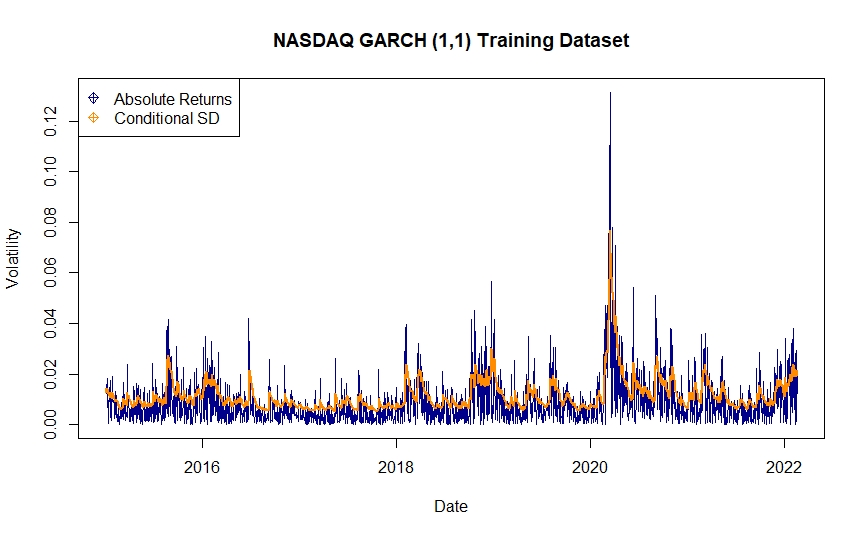 NASDAQ GARCH (1,1) Training Dataset
Absolute Returns
Conditional SD
0.12
0.10
0.08
0.06
0.04
0.02
0.00
Volatility
2016 2018 2020 2022
Date